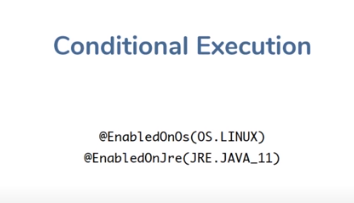 Conditional Execution
@EnabledOnOs(OS.LINUX)
@EnabledOnJre(JRE.JAVA_11)